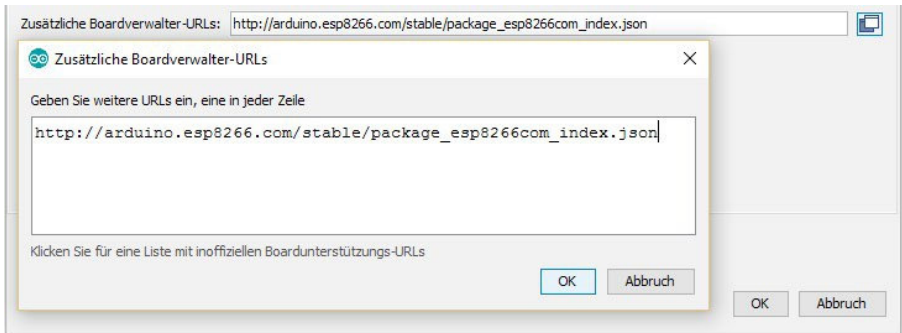 Zusätzliche Boardverwalter-URLs: http://arduino.esp8266.com/stable/package_esp8266com_index.json
Zusätzliche Boardverwalter-URLs
Geben Sie weitere URLs ein, eine in jeder Zeile
http://arduino.esp8266.com/stable/package_esp8266com_index.json
Klicken Sie für eine Liste mit inoffiziellen Boardunterstützungs-URLs
OK Abbruch
OK Abbruch